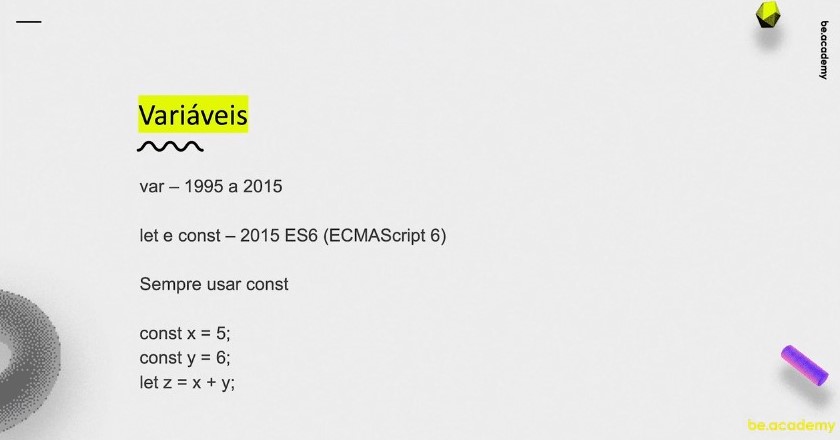 be.academy
Variáveis
var – 1995 a 2015
let e const – 2015 ES6 (ECMAScript 6)
Sempre usar const
const x = 5;
const y = 6;
let z = x + y;
be.academy